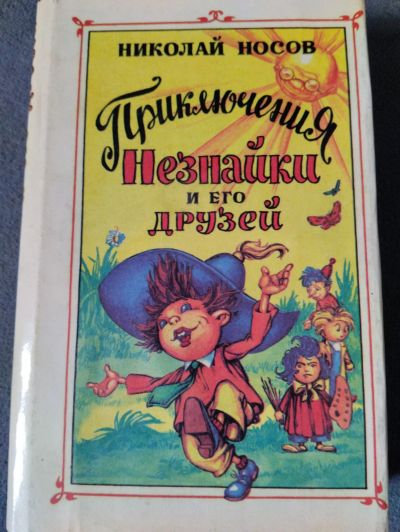 НИКОЛАЙ НОСОВ
Приключения
Незнайки
И ЕГО
ДРУЗЕЙ